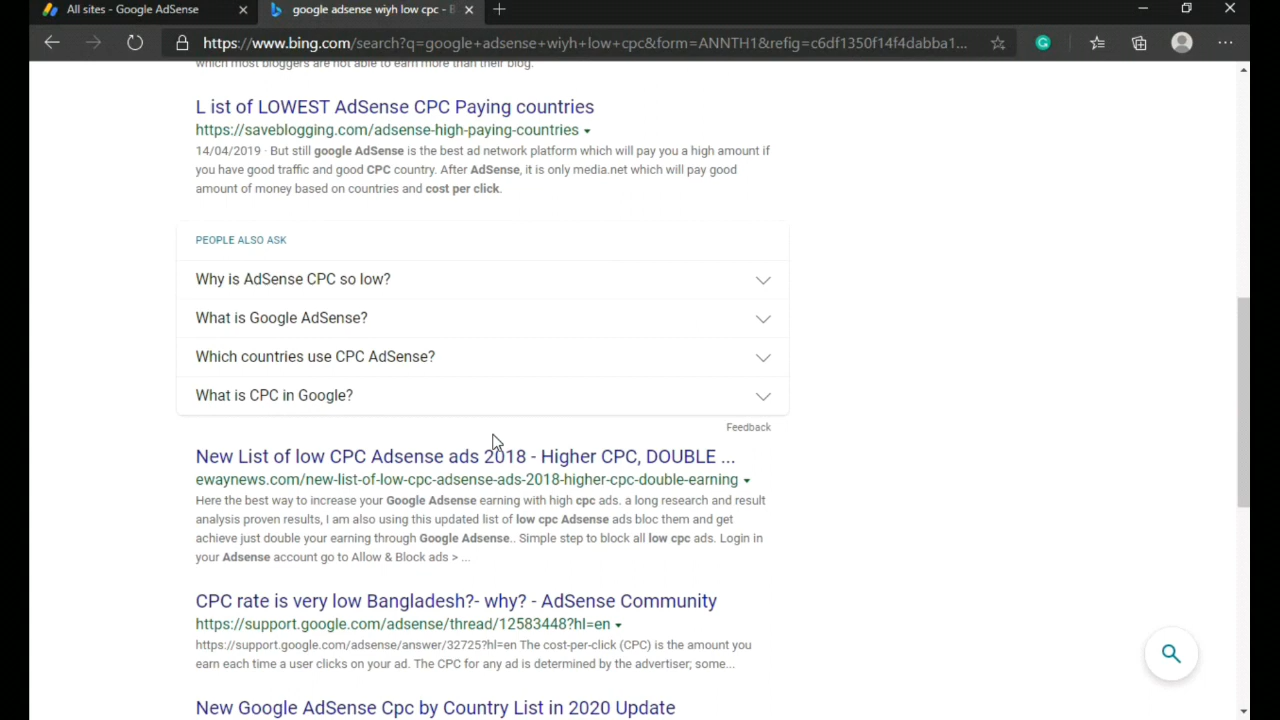 All sites - Google AdSense
google adsense wiyh low cpc - B
https://www.bing.com/search?q=google+adsense+wiyh+low+cpc&form=ANNTH1&refig=c6df1350f14f4dabba1...
which most bloggers are not able to earn more than their blog.
L ist of LOWEST AdSense CPC Paying countries
https://saveblogging.com/adsense-high-paying-countries
14/04/2019 · But still google AdSense is the best ad network platform which will pay you a high amount if
you have good traffic and good CPC country. After AdSense, it is only media.net which will pay good
amount of money based on countries and cost per click.
PEOPLE ALSO ASK
Why is AdSense CPC so low?
What is Google AdSense?
Which countries use CPC AdSense?
What is CPC in Google?
Feedback
New List of low CPC Adsense ads 2018 - Higher CPC, DOUBLE ...
ewaynews.com/new-list-of-low-cpc-adsense-ads-2018-higher-cpc-double-earning
Here the best way to increase your Google Adsense earning with high cpc ads. a long research and result
analysis proven results, I am also using this updated list of low cpc Adsense ads bloc them and get
achieve just double your earning through Google Adsense.. Simple step to block all low cpc ads. Login in
your Adsense account go to Allow & Block ads > ...
CPC rate is very low Bangladesh?- why? - AdSense Community
https://support.google.com/adsense/thread/12583448?hl=en
https://support.google.com/adsense/answer/32725?hl=en The cost-per-click (CPC) is the amount you
earn each time a user clicks on your ad. The CPC for any ad is determined by the advertiser; some...
New Google AdSense Cpc by Country List in 2020 Update